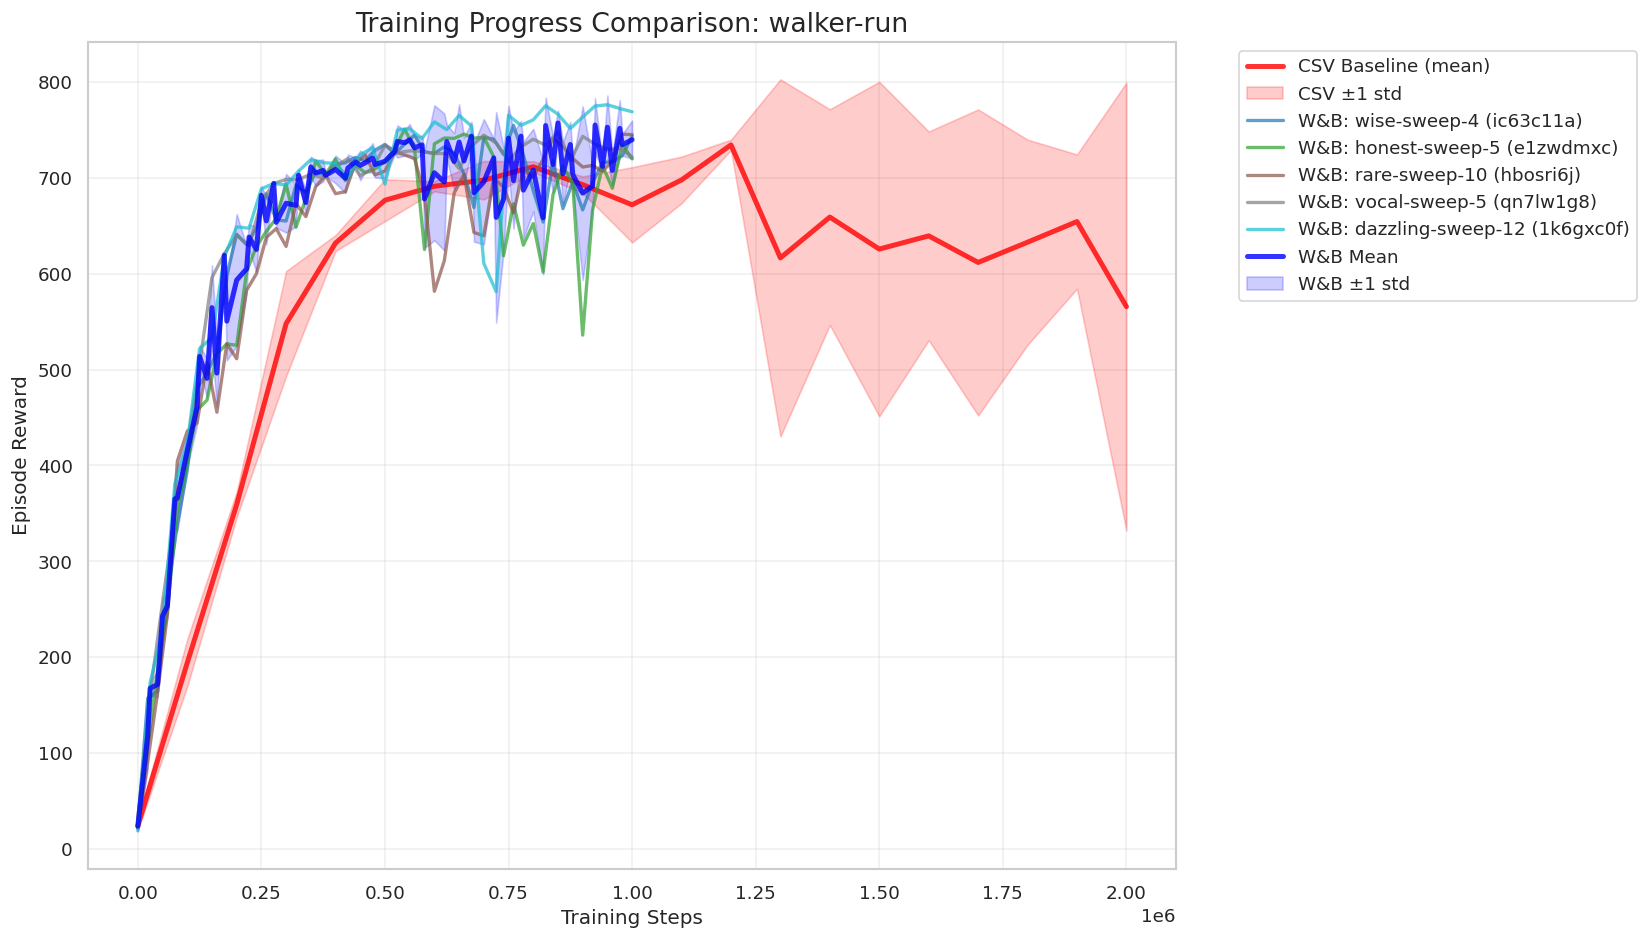 Training Progress Comparison: walker-run
800
700
600
500
400
300
200
100
0
Episode Reward
0.00
0.25
0.50
0.75
1.00
1.25
1.50
1.75
2.00
1e6
Training Steps
CSV Baseline (mean)
CSV ±1 std
W&B: wise-sweep-4 (ic63c11a)
W&B: honest-sweep-5 (e1zwdmxc)
W&B: rare-sweep-10 (hbosri6j)
W&B: vocal-sweep-5 (qn7lw1g8)
W&B: dazzling-sweep-12 (1k6gxc0f)
W&B Mean
W&B ±1 std